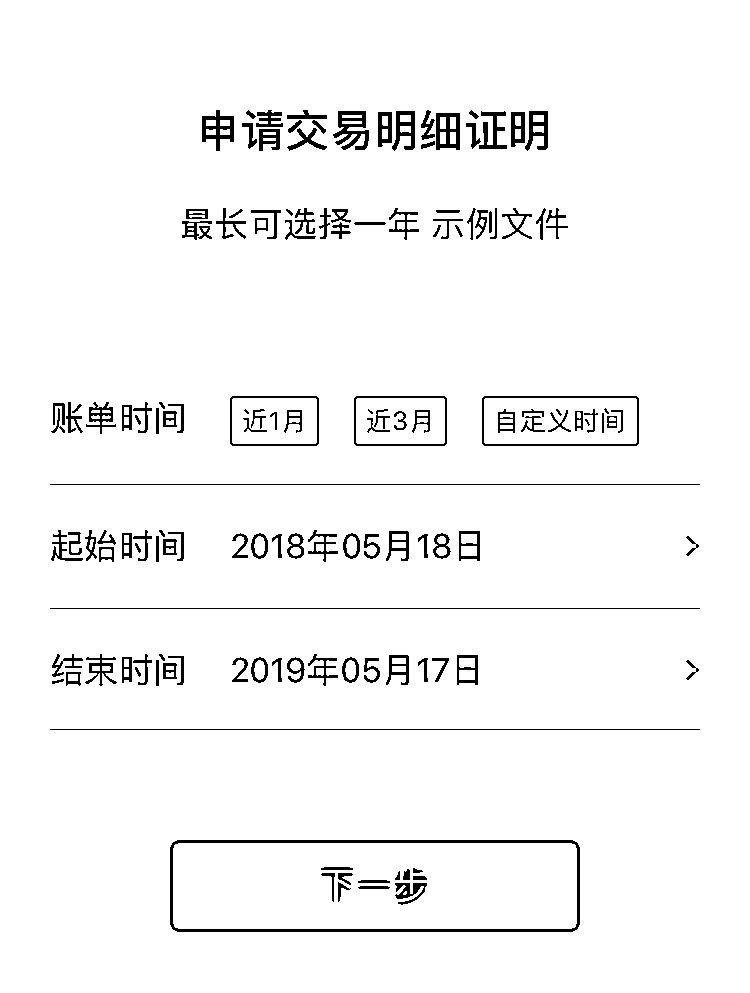 申请交易明细证明
最长可选择一年 示例文件
账单时间 近1月 近3月 自定义时间
起始时间 2018年05月18日
结束时间 2019年05月17日
下一步